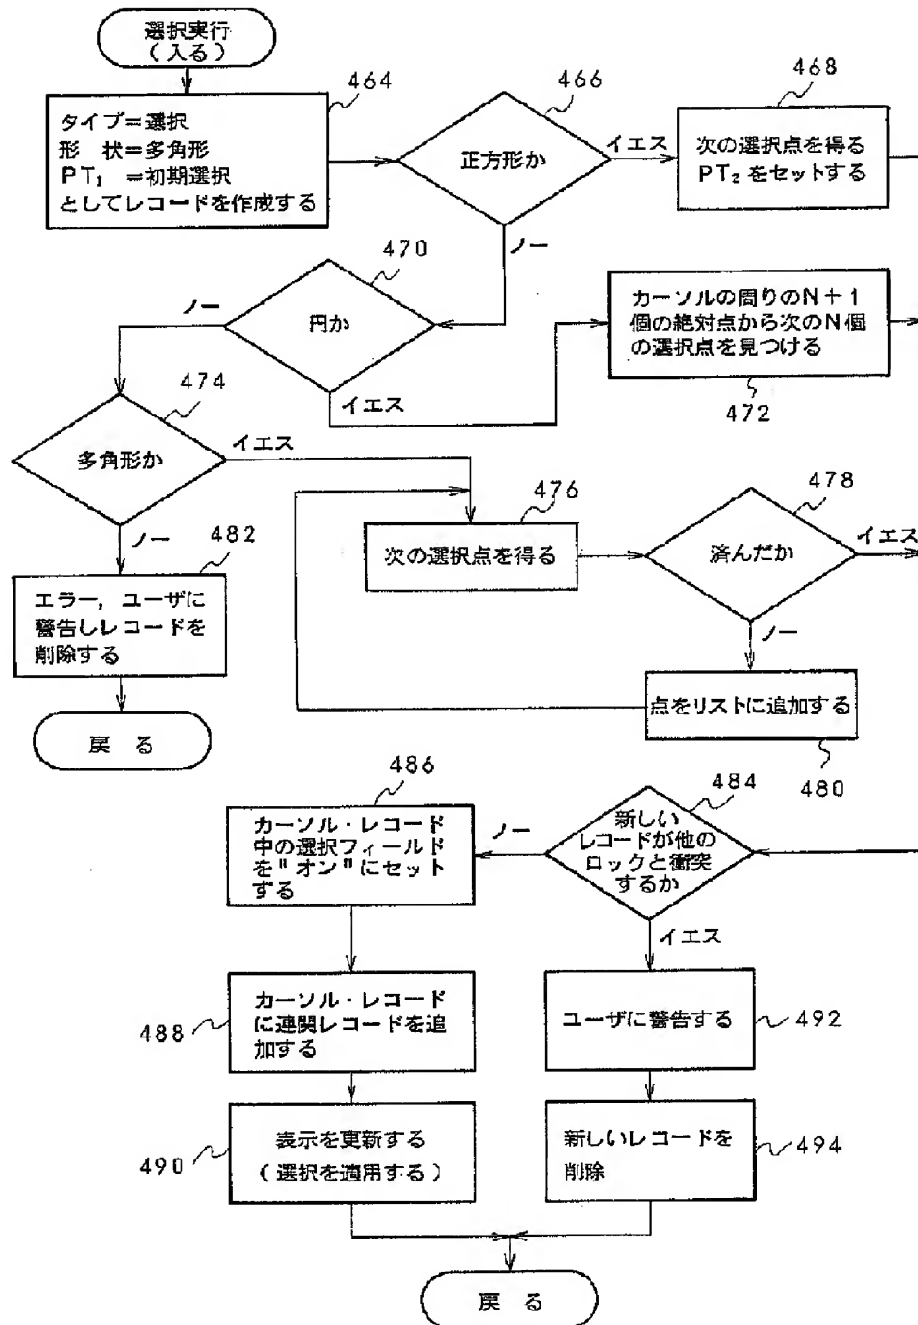 選択実行
(入る)
464
タイプ=選択
形 状=多角形
PT₁ =初期選択
としてレコードを作成する
466
正方形か
イエス
468
次の選択点を得る
PT₂をセットする
ノー
470
円か
ノー
イエス
カーソルの周りのN+1
個の絶対点から次のN個
の選択点を見つける
472
474
多角形か
イエス
ノー
476
次の選択点を得る
478
済んだか
イエス
ノー
点をリストに追加する
480
482
エラー,ユーザに
警告しレコードを
削除する
戻 る
484
新しい
レコードが他の
ロックと衝突
するか
ノー
イエス
486
カーソル・レコード
中の選択フィールド
を"オン"にセット
する
488
カーソル・レコード
に連関レコードを追
加する
490
表示を更新する
(選択を適用する)
ユーザに警告する
492
新しいレコードを
削除
494
戻 る